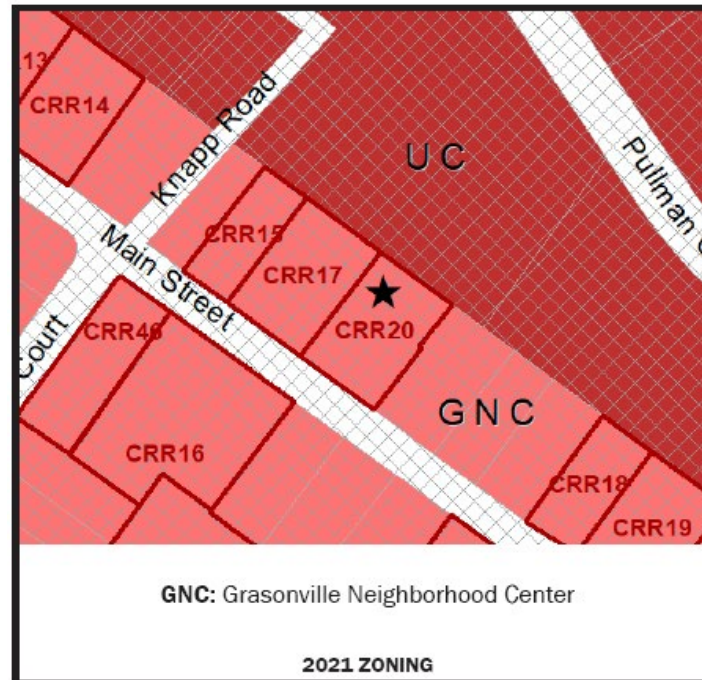 13
CRR14
Knapp Road
U C
Pullman
CRR15
Main Street
CRR17
CRR20
Court
CRR46
G N C
CRR16
CRR18
CRR19
GNC: Grasonville Neighborhood Center
2021 ZONING